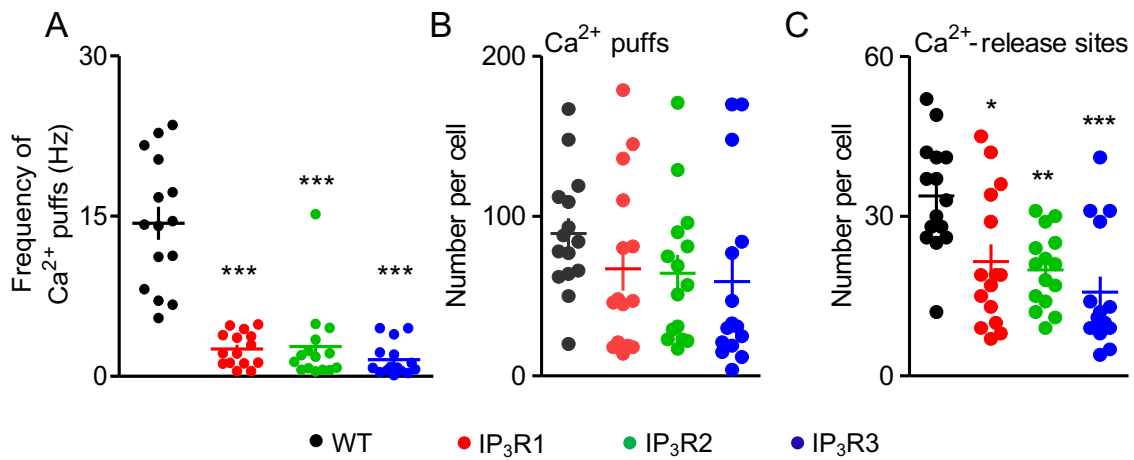 A
B
C
Ca²⁺ puffs
Ca²⁺-release sites
Frequency of
Ca²⁺ puffs (Hz)
30
15
0
***
***
***
Number per cell
200
100
0
Number per cell
60
30
0
*
**
***
WT
IP₃R1
IP₃R2
IP₃R3